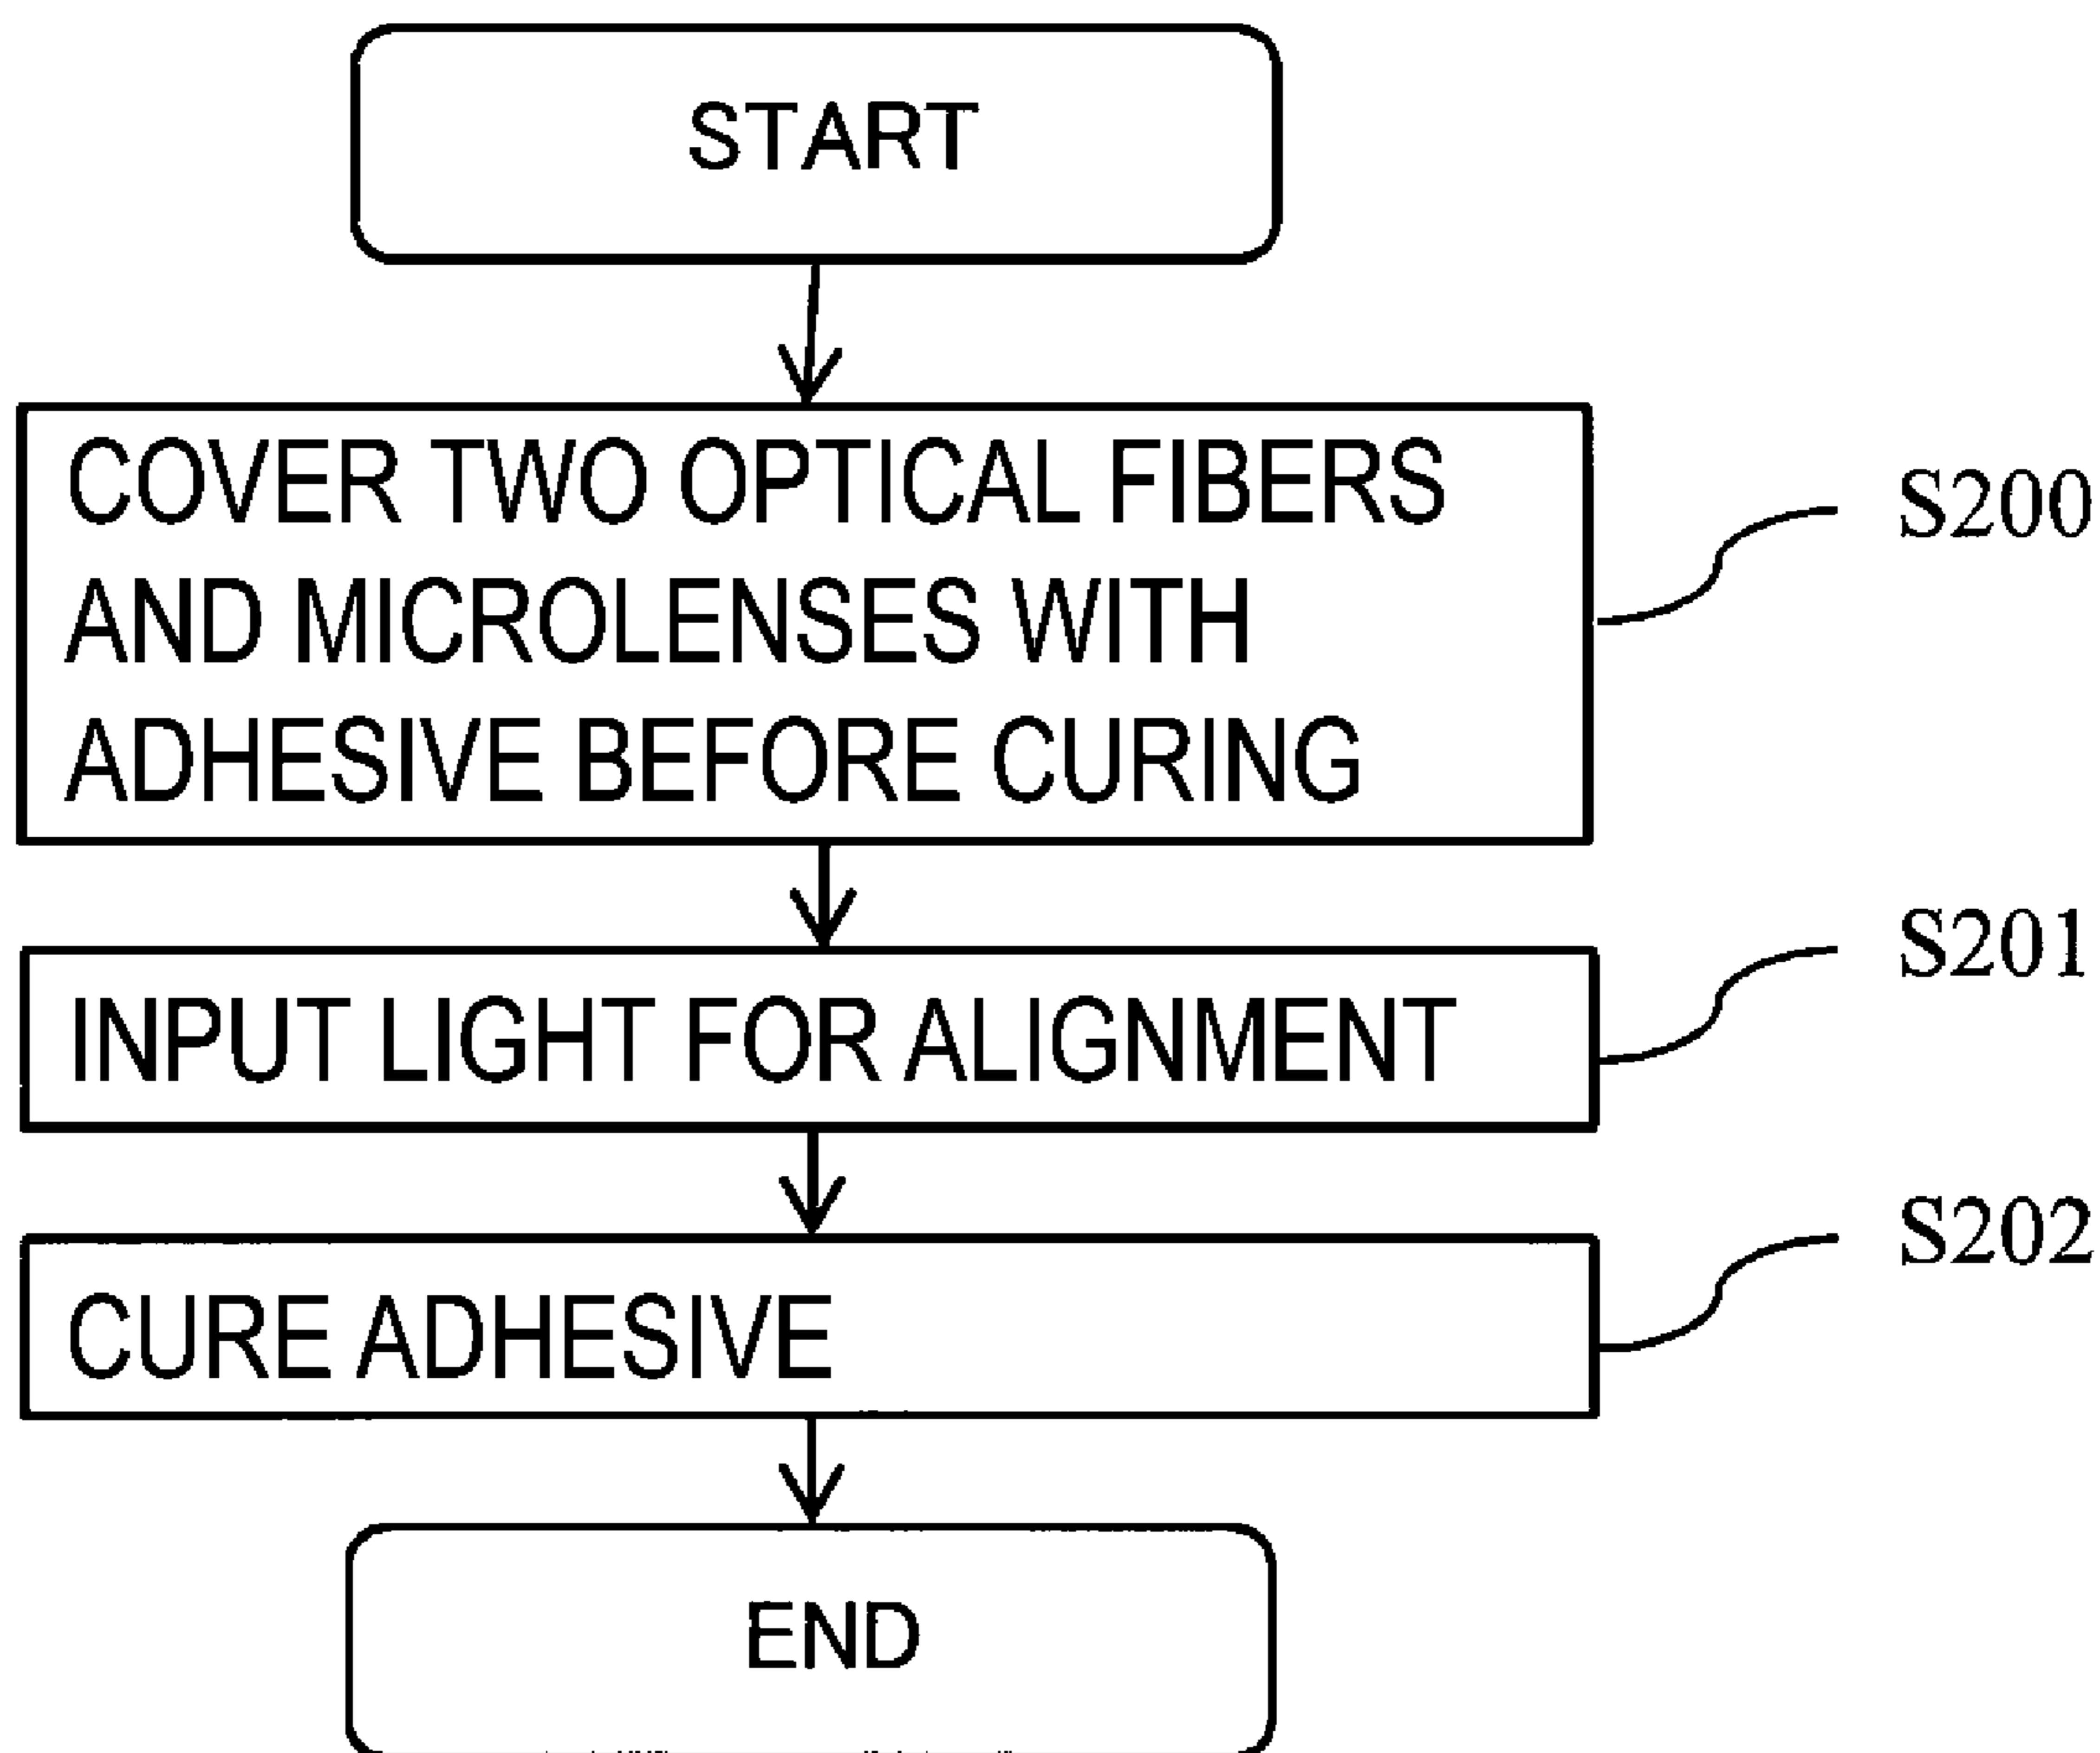 START
COVER TWO OPTICAL FIBERS
AND MICROLENSES WITH
ADHESIVE BEFORE CURING
S200
INPUT LIGHT FOR ALIGNMENT
S201
CURE ADHESIVE
S202
END